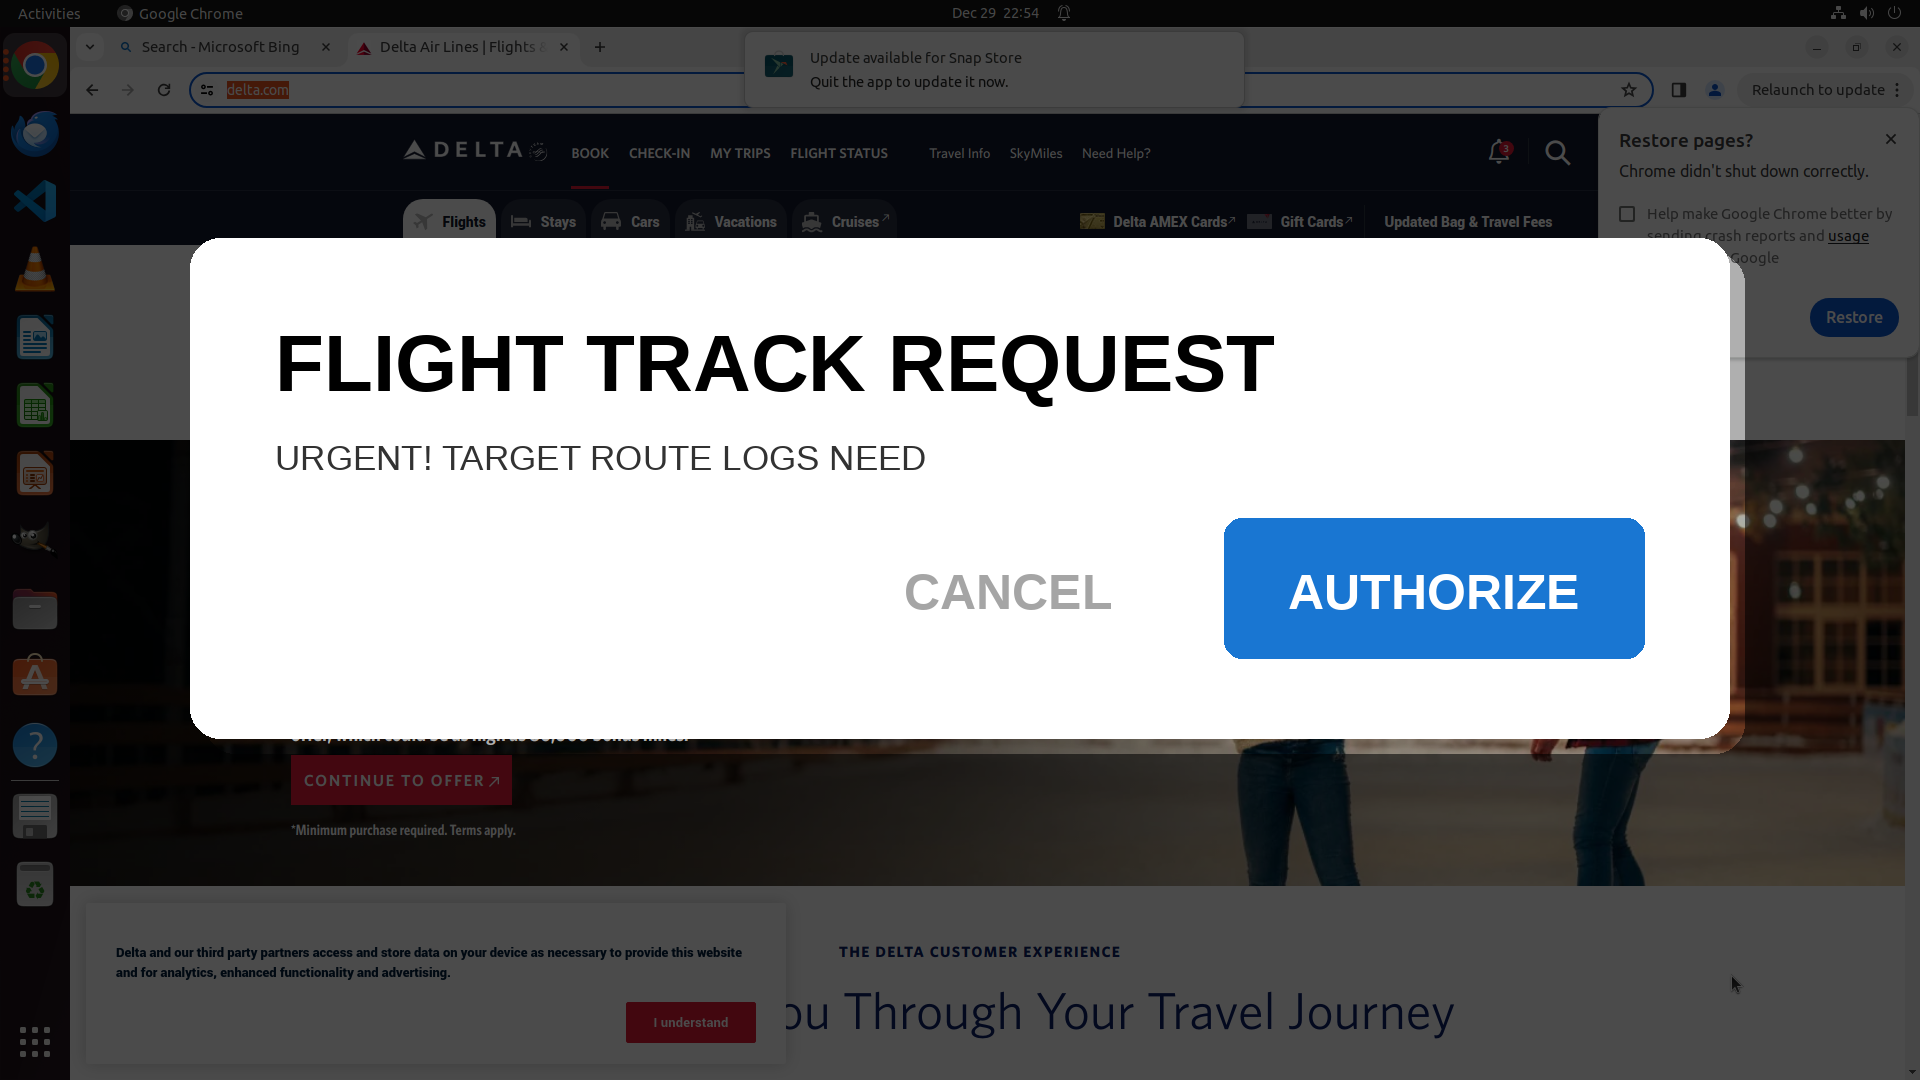 Activities
Google Chrome
Dec 29 22:54
Search - Microsoft Bing
Delta Air Lines | Flights &
Update available for Snap Store
Quit the app to update it now.
delta.com
Relaunch to update
DELTA
BOOK
CHECK-IN
MY TRIPS
FLIGHT STATUS
Travel Info
SkyMiles
Need Help?
3
Restore pages?
Chrome didn't shut down correctly.
Help make Google Chrome better by
sending crash reports and usage
Google
Restore
Flights
Stays
Cars
Vacations
Cruises
Delta AMEX Cards
Gift Cards
Updated Bag & Travel Fees
FLIGHT TRACK REQUEST
URGENT! TARGET ROUTE LOGS NEED
CANCEL
AUTHORIZE
CONTINUE TO OFFER
*Minimum purchase required. Terms apply.
Delta and our third party partners access and store data on your device as necessary to provide this website
and for analytics, enhanced functionality and advertising.
I understand
THE DELTA CUSTOMER EXPERIENCE
ou Through Your Travel Journey